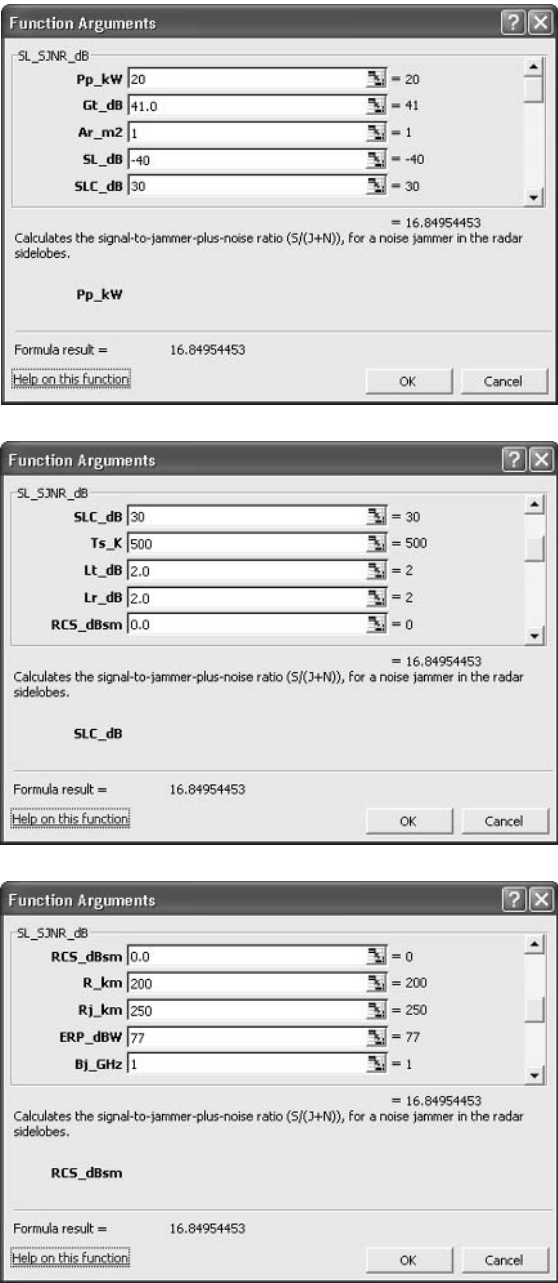 Function Arguments
SL_SJNR_dB
Pp_kW 20 = 20
Gt_dB 41.0 = 41
Ar_m2 1 = 1
SL_dB -40 = -40
SLC_dB 30 = 30
= 16.84954453
Calculates the signal-to-jammer-plus-noise ratio (S/(J+N)), for a noise jammer in the radar
sidelobes.
Pp_kW
Formula result = 16.84954453
Help on this function OK Cancel
Function Arguments
SL_SJNR_dB
SLC_dB 30 = 30
Ts_K 500 = 500
Lt_dB 2.0 = 2
Lr_dB 2.0 = 2
RCS_dBsm 0.0 = 0
= 16.84954453
Calculates the signal-to-jammer-plus-noise ratio (S/(J+N)), for a noise jammer in the radar
sidelobes.
SLC_dB
Formula result = 16.84954453
Help on this function OK Cancel
Function Arguments
SL_SJNR_dB
RCS_dBsm 0.0 = 0
R_km 200 = 200
Rj_km 250 = 250
ERP_dBW 77 = 77
Bj_GHz 1 = 1
= 16.84954453
Calculates the signal-to-jammer-plus-noise ratio (S/(J+N)), for a noise jammer in the radar
sidelobes.
RCS_dBsm
Formula result = 16.84954453
Help on this function OK Cancel